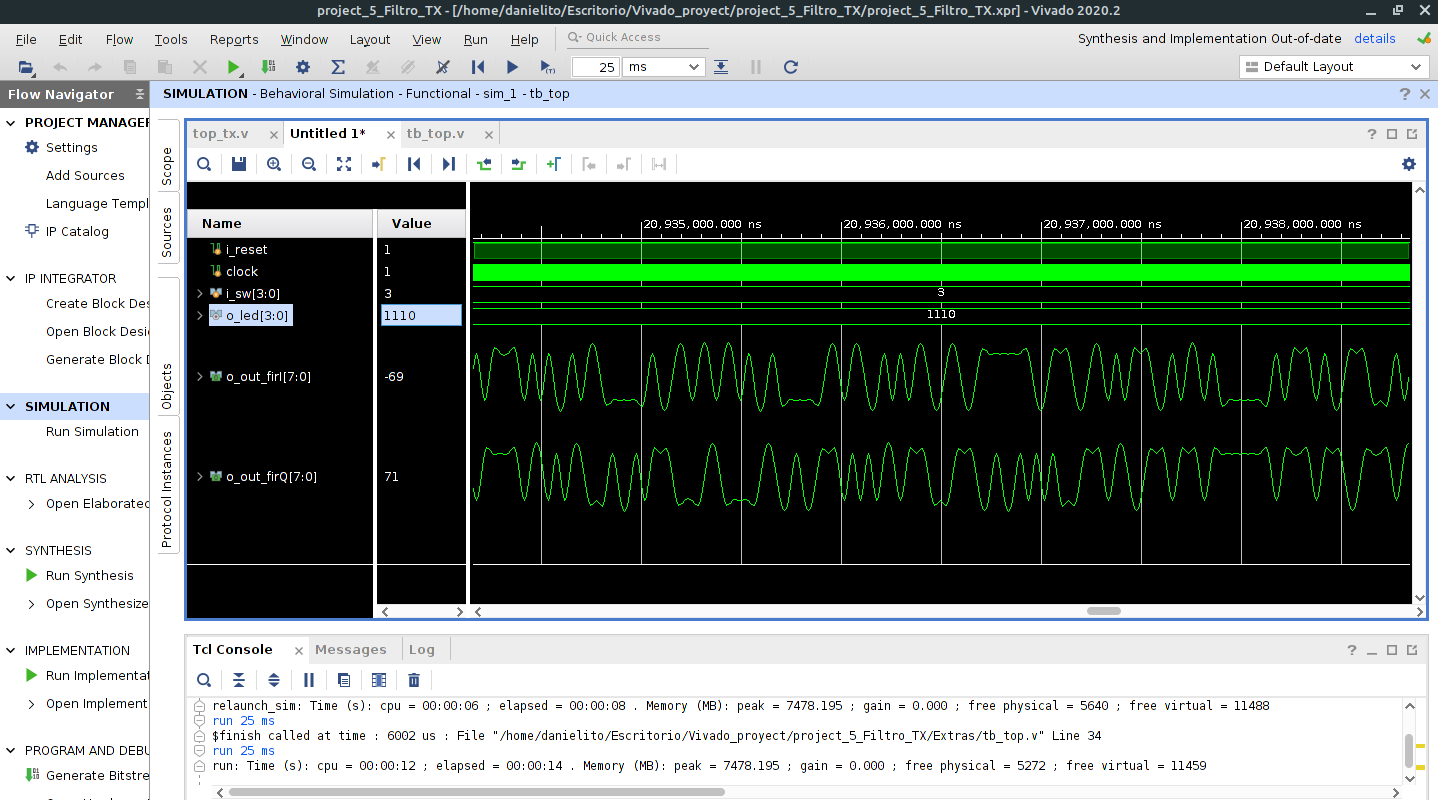 project_5_Filtro_TX - [/home/danielito/Escritorio/Vivado_proyect/project_5_Filtro_TX/project_5_Filtro_TX.xpr] - Vivado 2020.2
File Edit Flow Tools Reports Window Layout View Run Help Quick Access
Synthesis and Implementation Out-of-date details
25 ms Default Layout
Flow Navigator
SIMULATION - Behavioral Simulation - Functional - sim_1 - tb_top
PROJECT MANAGER
Settings
Add Sources
Language Templ
IP Catalog
IP INTEGRATOR
Create Block Des
Open Block Desi
Generate Block D
SIMULATION
Run Simulation
RTL ANALYSIS
Open Elaborated
SYNTHESIS
Run Synthesis
Open Synthesize
IMPLEMENTATION
Run Implementat
Open Implement
PROGRAM AND DEBU
Generate Bitstre
Scope
Sources
Objects
Protocol Instances
top_tx.v Untitled 1* tb_top.v
Name Value
20,935,000.000 ns 20,936,000.000 ns 20,937,000.000 ns 20,938,000.000 ns
i_reset 1
clock 1
i_sw[3:0] 3 3
o_led[3:0] 1110 1110
o_out_firI[7:0] -69
o_out_firQ[7:0] 71
Tcl Console Messages Log
relaunch_sim: Time (s): cpu = 00:00:06 ; elapsed = 00:00:08 . Memory (MB): peak = 7478.195 ; gain = 0.000 ; free physical = 5640 ; free virtual = 11488
run 25 ms
$finish called at time : 6002 us : File "/home/danielito/Escritorio/Vivado_proyect/project_5_Filtro_TX/Extras/tb_top.v" Line 34
run 25 ms
run: Time (s): cpu = 00:00:12 ; elapsed = 00:00:14 . Memory (MB): peak = 7478.195 ; gain = 0.000 ; free physical = 5272 ; free virtual = 11459